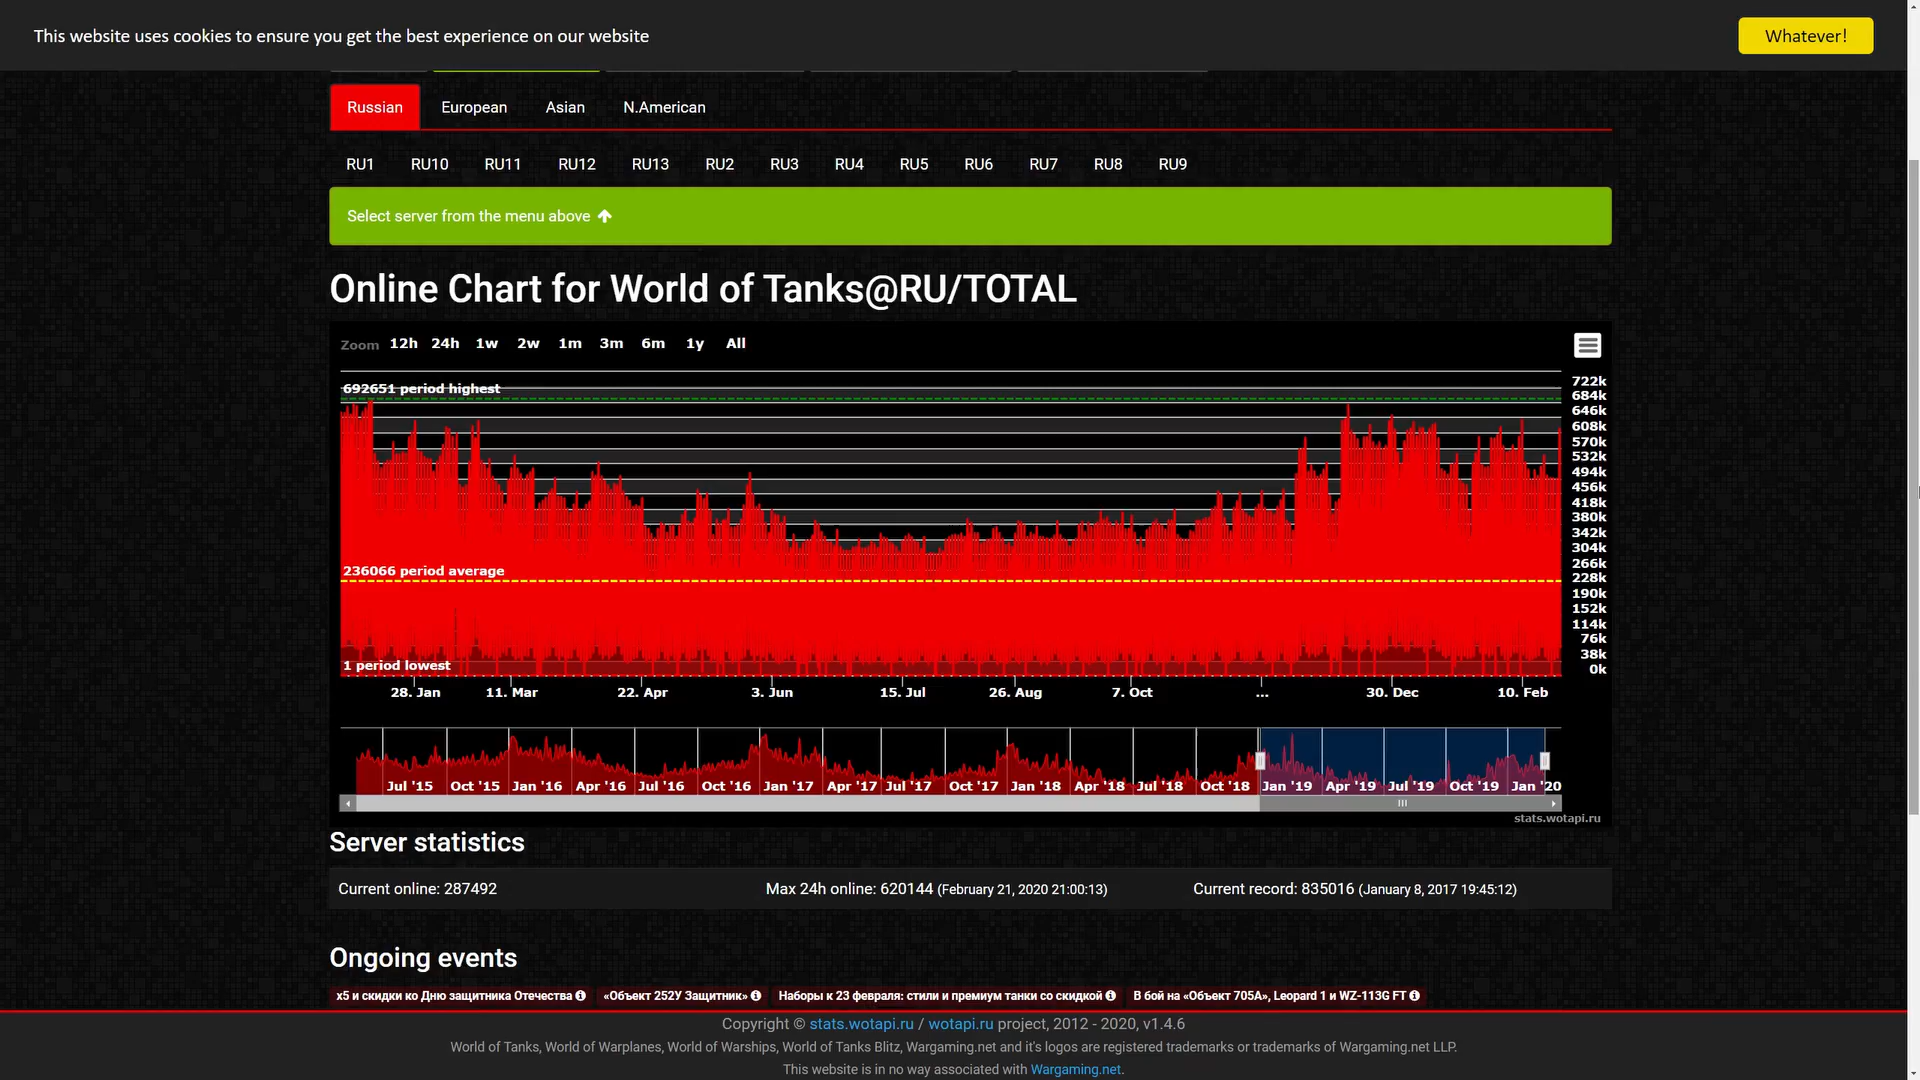 This website uses cookies to ensure you get the best experience on our website
Whatever!
Russian European Asian N.American
RU1 RU10 RU11 RU12 RU13 RU2 RU3 RU4 RU5 RU6 RU7 RU8 RU9
Select server from the menu above
Online Chart for World of Tanks@RU/TOTAL
Zoom 12h 24h 1w 2w 1m 3m 6m 1y All
722k
692651 period highest
684k
646k
608k
570k
532k
494k
456k
418k
380k
342k
304k
266k
236066 period average
228k
190k
152k
114k
76k
38k
1 period lowest
0k
28. Jan 11. Mar 22. Apr 3. Jun 15. Jul 26. Aug 7. Oct ... 30. Dec 10. Feb
Jul '15 Oct '15 Jan '16 Apr '16 Jul '16 Oct '16 Jan '17 Apr '17 Jul '17 Oct '17 Jan '18 Apr '18 Jul '18 Oct '18 Jan '19 Apr '19 Jul '19 Oct '19 Jan '20
stats.wotapi.ru
Server statistics
Current online: 287492 Max 24h online: 620144 (February 21, 2020 21:00:13) Current record: 835016 (January 8, 2017 19:45:12)
Ongoing events
x5 и скидки ко Дню защитника Отечества «Объект 252У Защитник» Наборы к 23 февраля: стили и премиум танки со скидкой В бой на «Объект 705А», Leopard 1 и WZ-113G FT
Copyright © stats.wotapi.ru / wotapi.ru project, 2012 - 2020, v1.4.6
World of Tanks, World of Warplanes, World of Warships, World of Tanks Blitz, Wargaming.net and it's logos are registered trademarks or trademarks of Wargaming.net LLP.
This website is in no way associated with Wargaming.net.